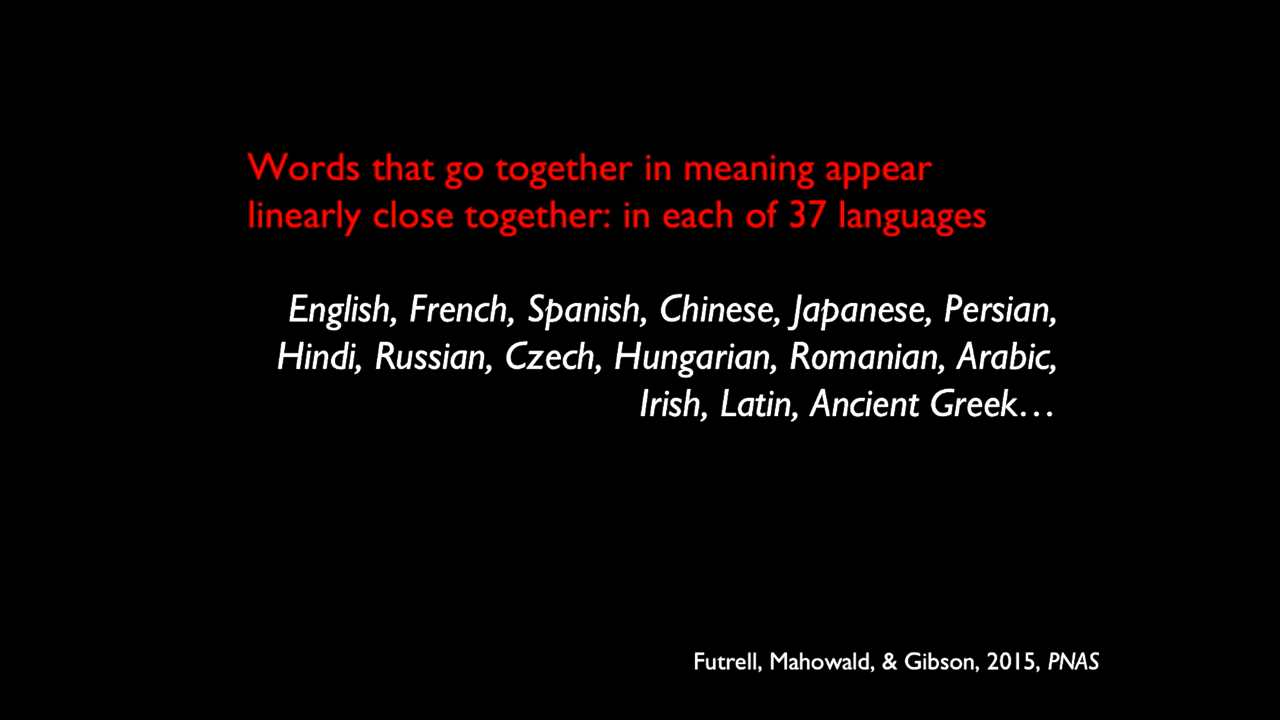 Words that go together in meaning appear
linearly close together: in each of 37 languages
English, French, Spanish, Chinese, Japanese, Persian,
Hindi, Russian, Czech, Hungarian, Romanian, Arabic,
Irish, Latin, Ancient Greek…
Futrell, Mahowald, & Gibson, 2015, PNAS